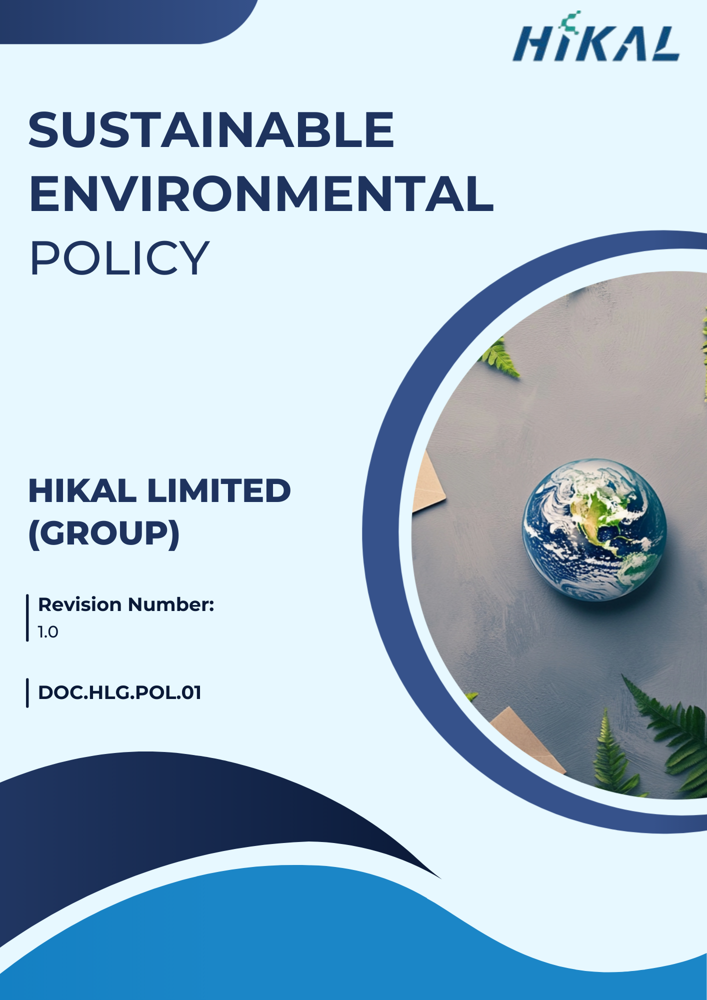 HIKAL
SUSTAINABLE
ENVIRONMENTAL
POLICY
HIKAL LIMITED
(GROUP)
Revision Number:
1.0
DOC.HLG.POL.01